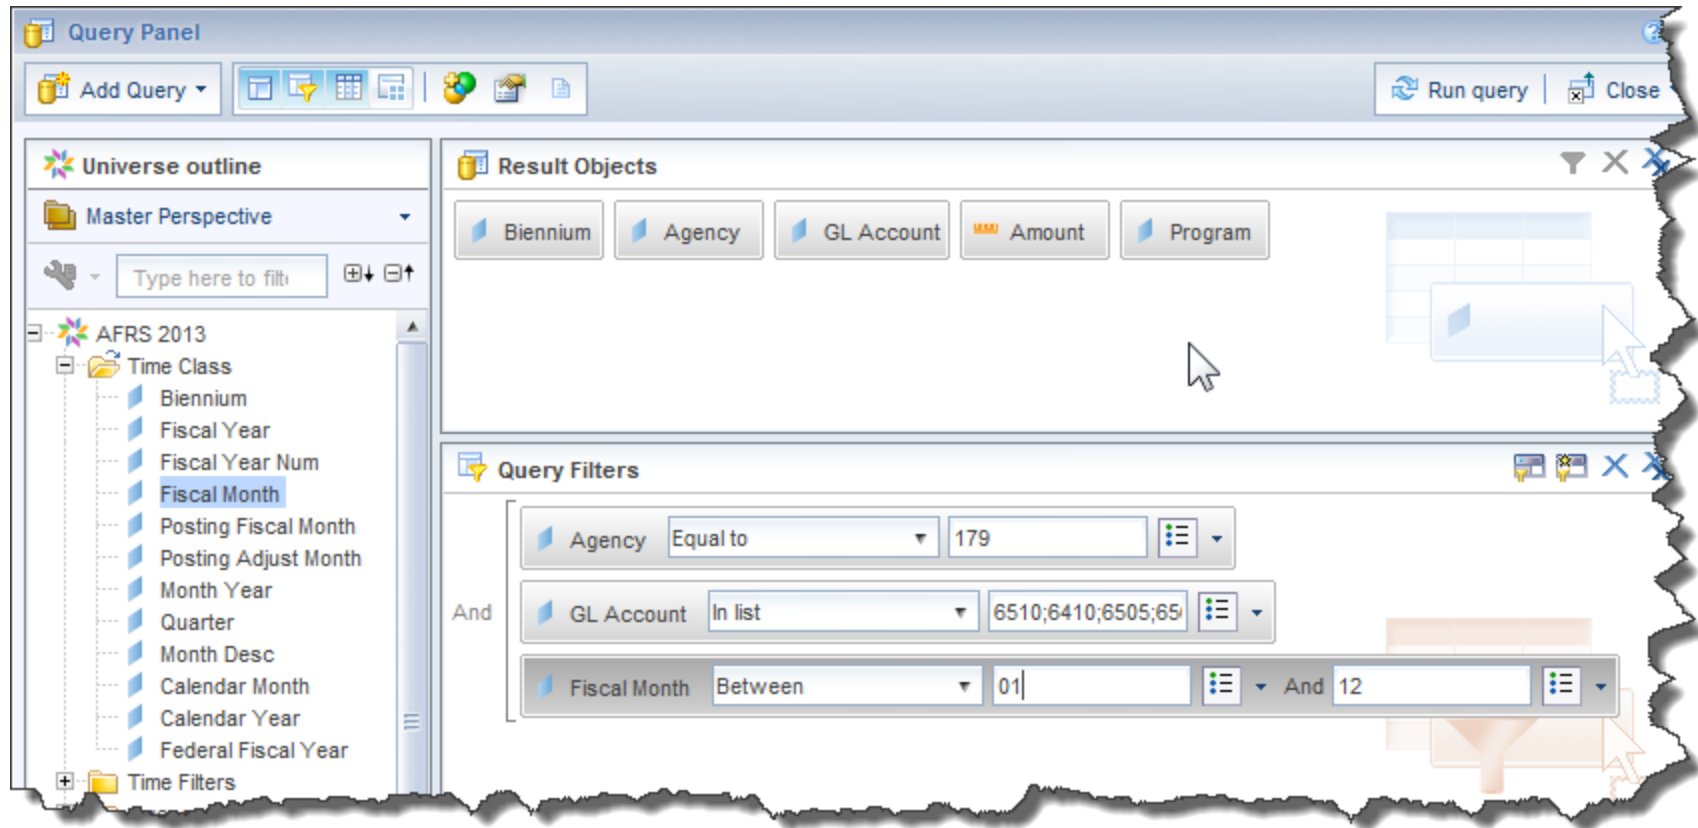 Query Panel
Add Query
Run query
Close
Universe outline
Master Perspective
Type here to filt
AFRS 2013
Time Class
Biennium
Fiscal Year
Fiscal Year Num
Fiscal Month
Posting Fiscal Month
Posting Adjust Month
Month Year
Quarter
Month Desc
Calendar Month
Calendar Year
Federal Fiscal Year
Time Filters
Result Objects
Biennium Agency GL Account Amount Program
Query Filters
And
Agency Equal to 179
GL Account In list 6510;6410;6505;65
Fiscal Month Between 01 And 12